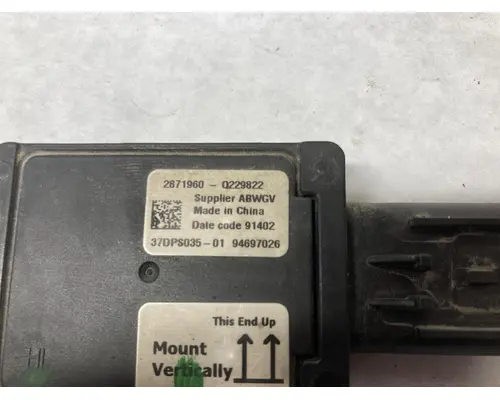 2871960 - Q229822
Supplier ABWGV
Made in China
Date code 91402
37DPS035-01 94697026
This End Up
Mount
Vertically